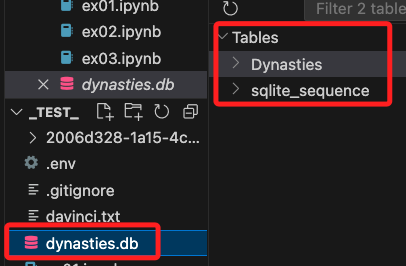 ex01.ipynb
ex02.ipynb
ex03.ipynb
dynasties.db
_TEST_
2006d328-1a15-4c...
.env
.gitignore
davinci.txt
dynasties.db
Filter 2 table
Tables
Dynasties
sqlite_sequence